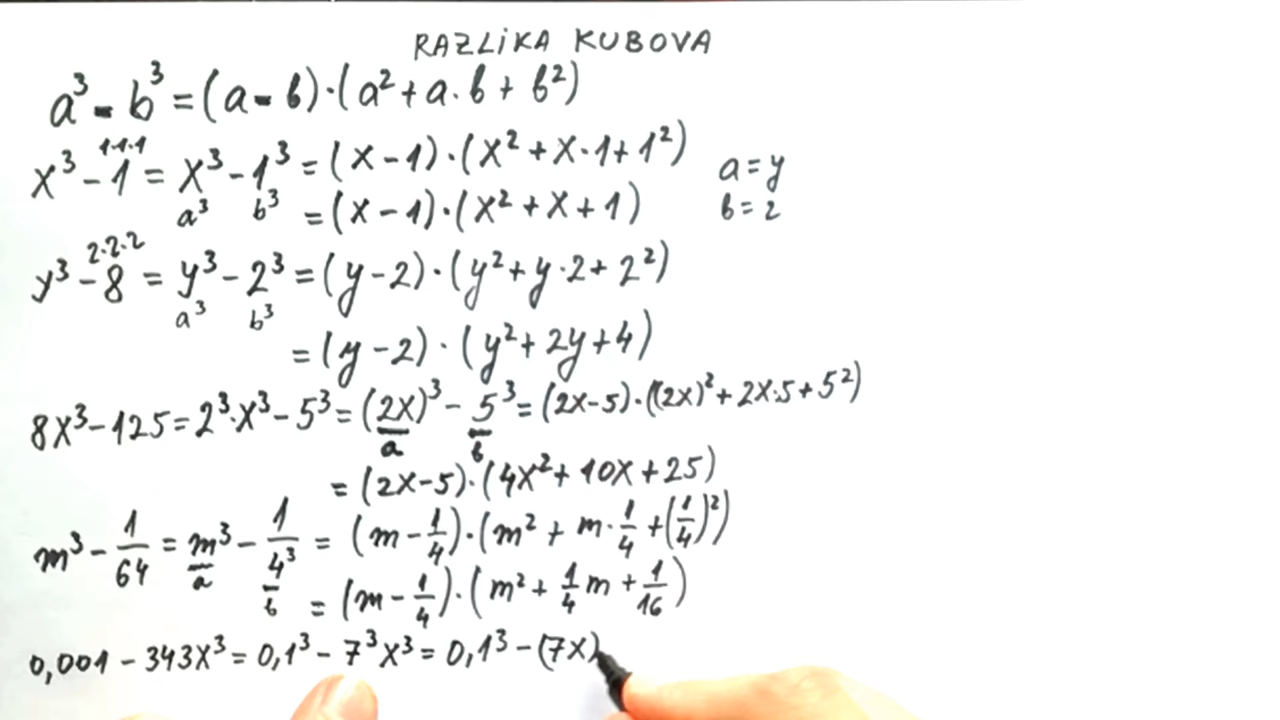 RAZLIKA KUBOVA
a³ - b³ = (a - b)·(a² + a·b + b²)
1·1·1
x³ - 1 = x³ - 1³ = (x - 1)·(x² + x·1 + 1²)
a = y
a³ b³
= (x - 1)·(x² + x + 1)
b = 2
2·2·2
y³ - 8 = y³ - 2³ = (y - 2)·(y² + y·2 + 2²)
a³ b³
= (y - 2)·(y² + 2y + 4)
8x³ - 125 = 2³·x³ - 5³ = (2x)³ - 5³ = (2x - 5)·((2x)² + 2x·5 + 5²)
a b
= (2x - 5)·(4x² + 10x + 25)
m³ - 1/64 = m³ - 1/4³ = (m - 1/4)·(m² + m·1/4 + (1/4)²)
a b
= (m - 1/4)·(m² + 1/4 m + 1/16)
0,001 - 343x³ = 0,1³ - 7³x³ = 0,1³ - (7x)